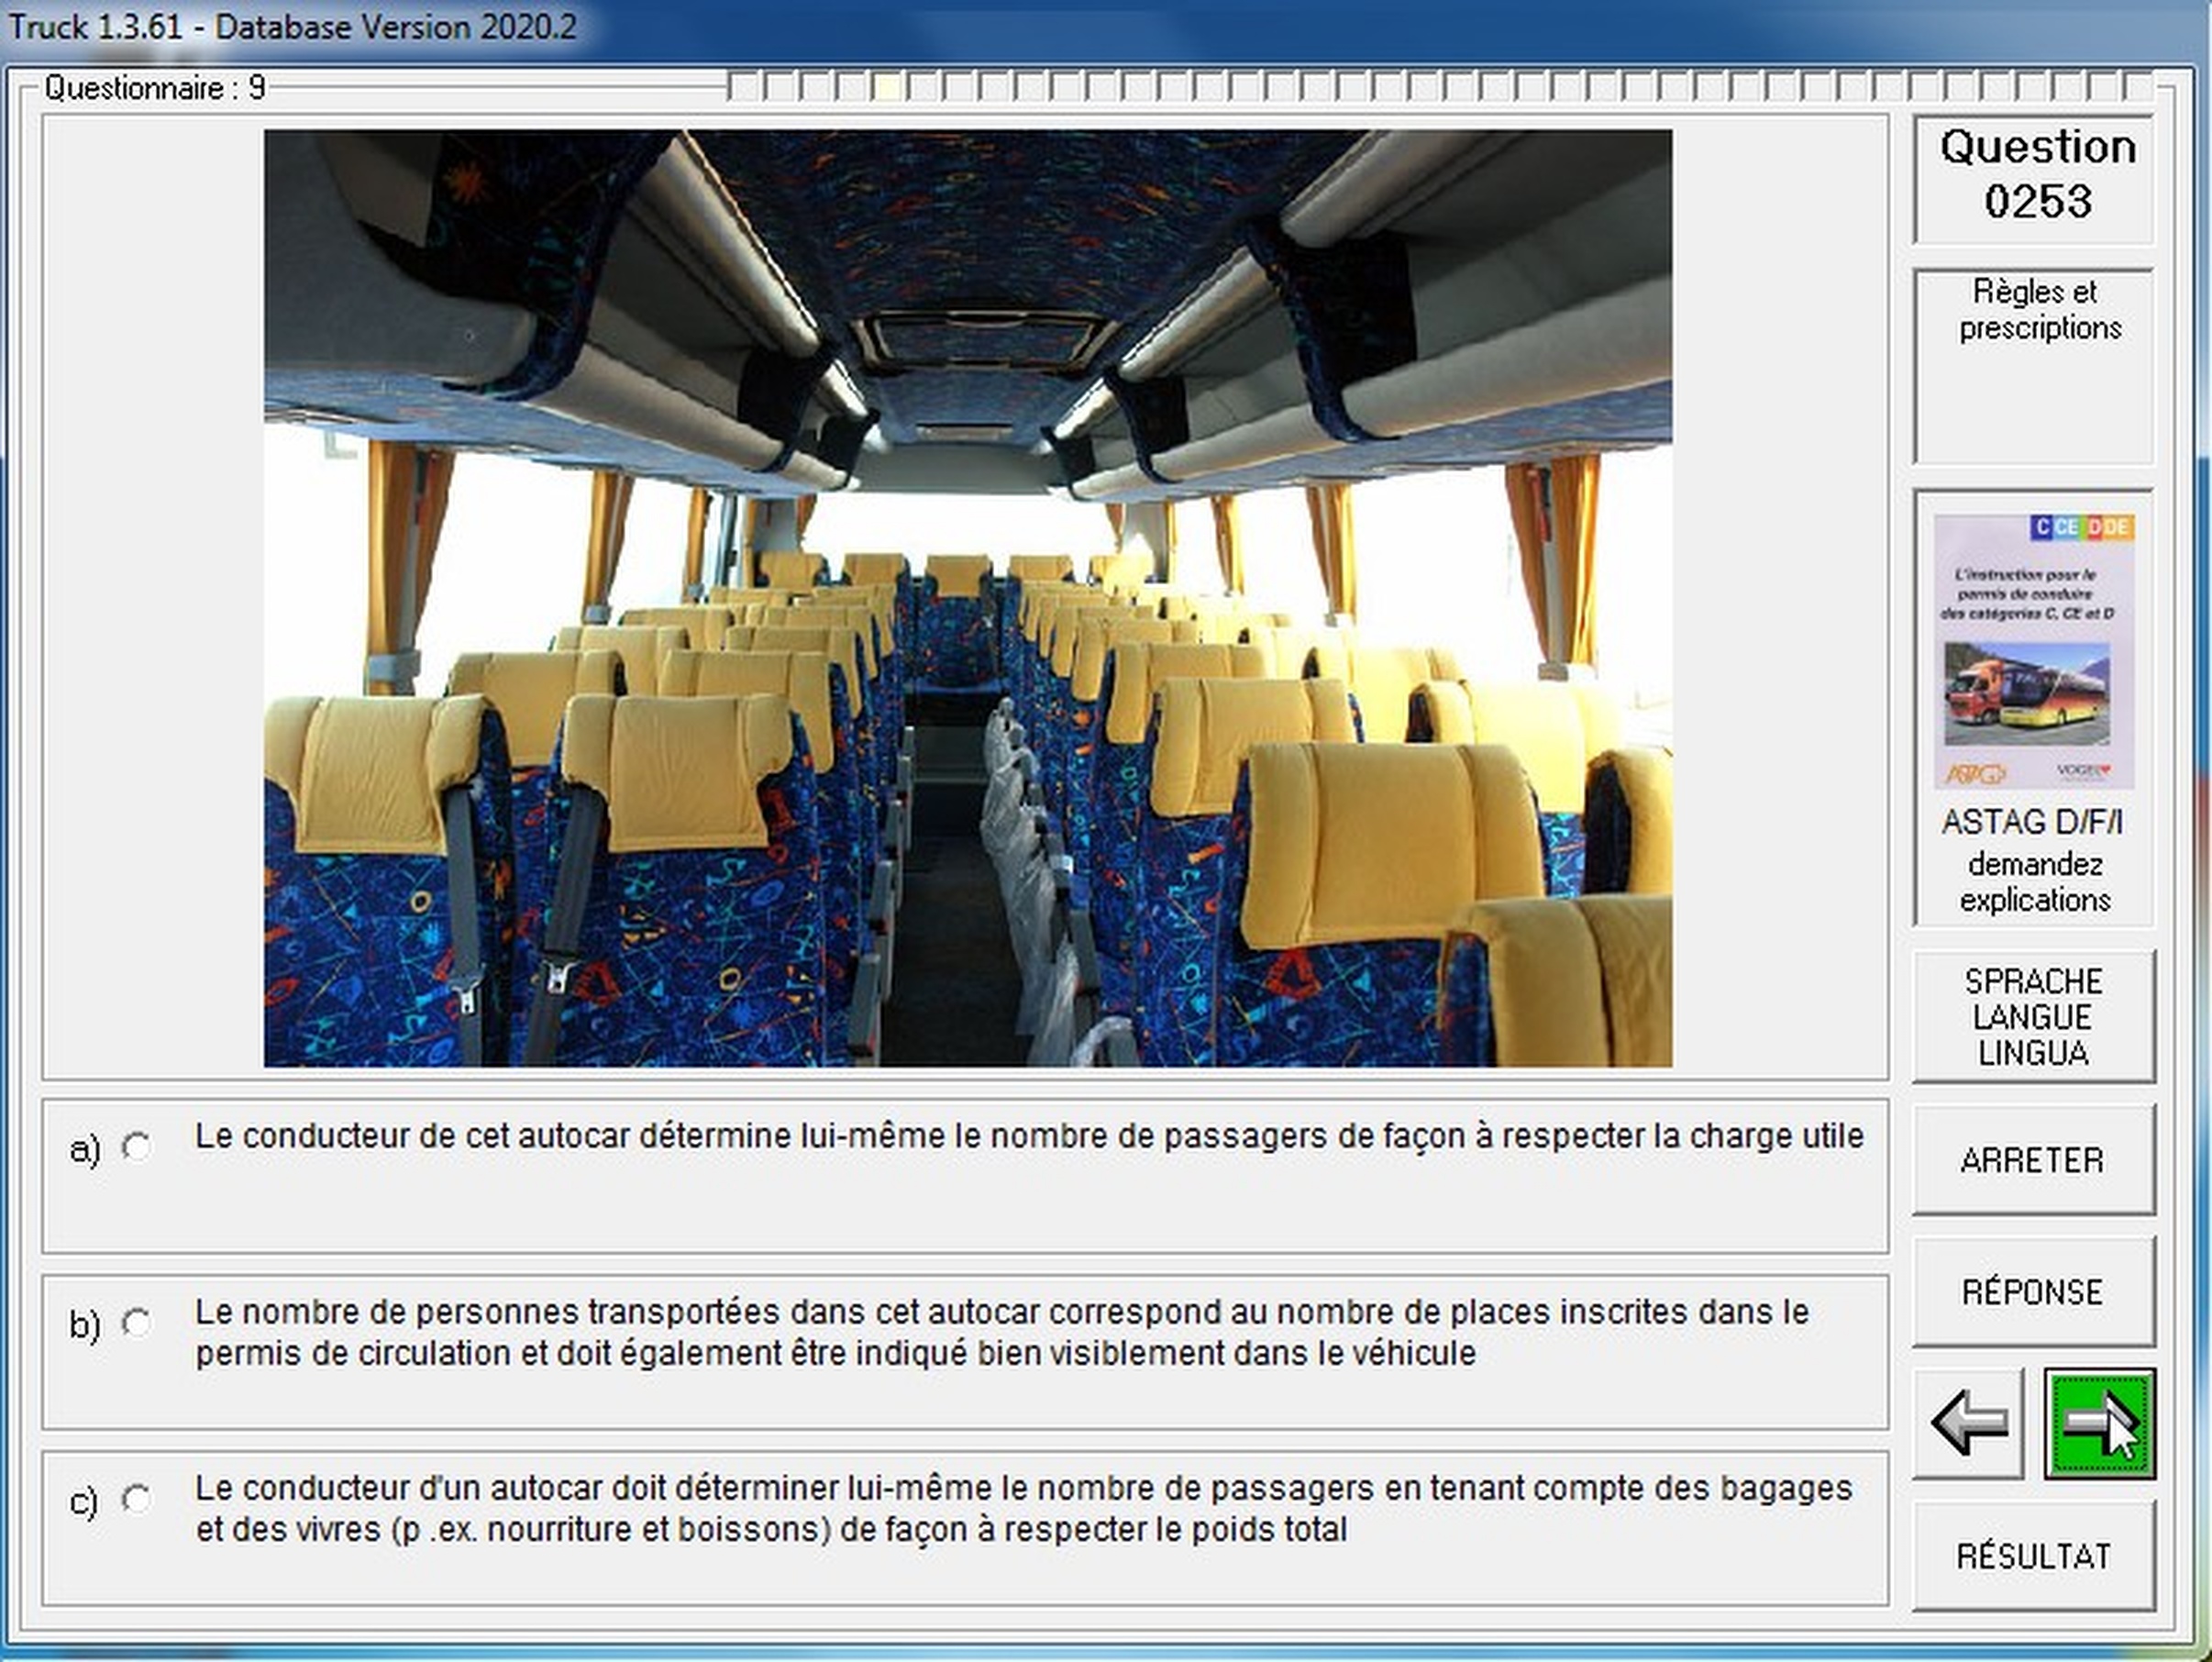 Truck 1.3.61 - Database Version 2020.2
Questionnaire : 9
Question
0253
Règles et
prescriptions
C CE D DE
L'instruction pour le
permis de conduire
des catégories C, CE et D
ASTAG
VOGEL
ASTAG D/F/I
demandez
explications
SPRACHE
LANGUE
LINGUA
ARRETER
RÉPONSE
RÉSULTAT
a) Le conducteur de cet autocar détermine lui-même le nombre de passagers de façon à respecter la charge utile
b) Le nombre de personnes transportées dans cet autocar correspond au nombre de places inscrites dans le
permis de circulation et doit également être indiqué bien visiblement dans le véhicule
c) Le conducteur d'un autocar doit déterminer lui-même le nombre de passagers en tenant compte des bagages
et des vivres (p .ex. nourriture et boissons) de façon à respecter le poids total